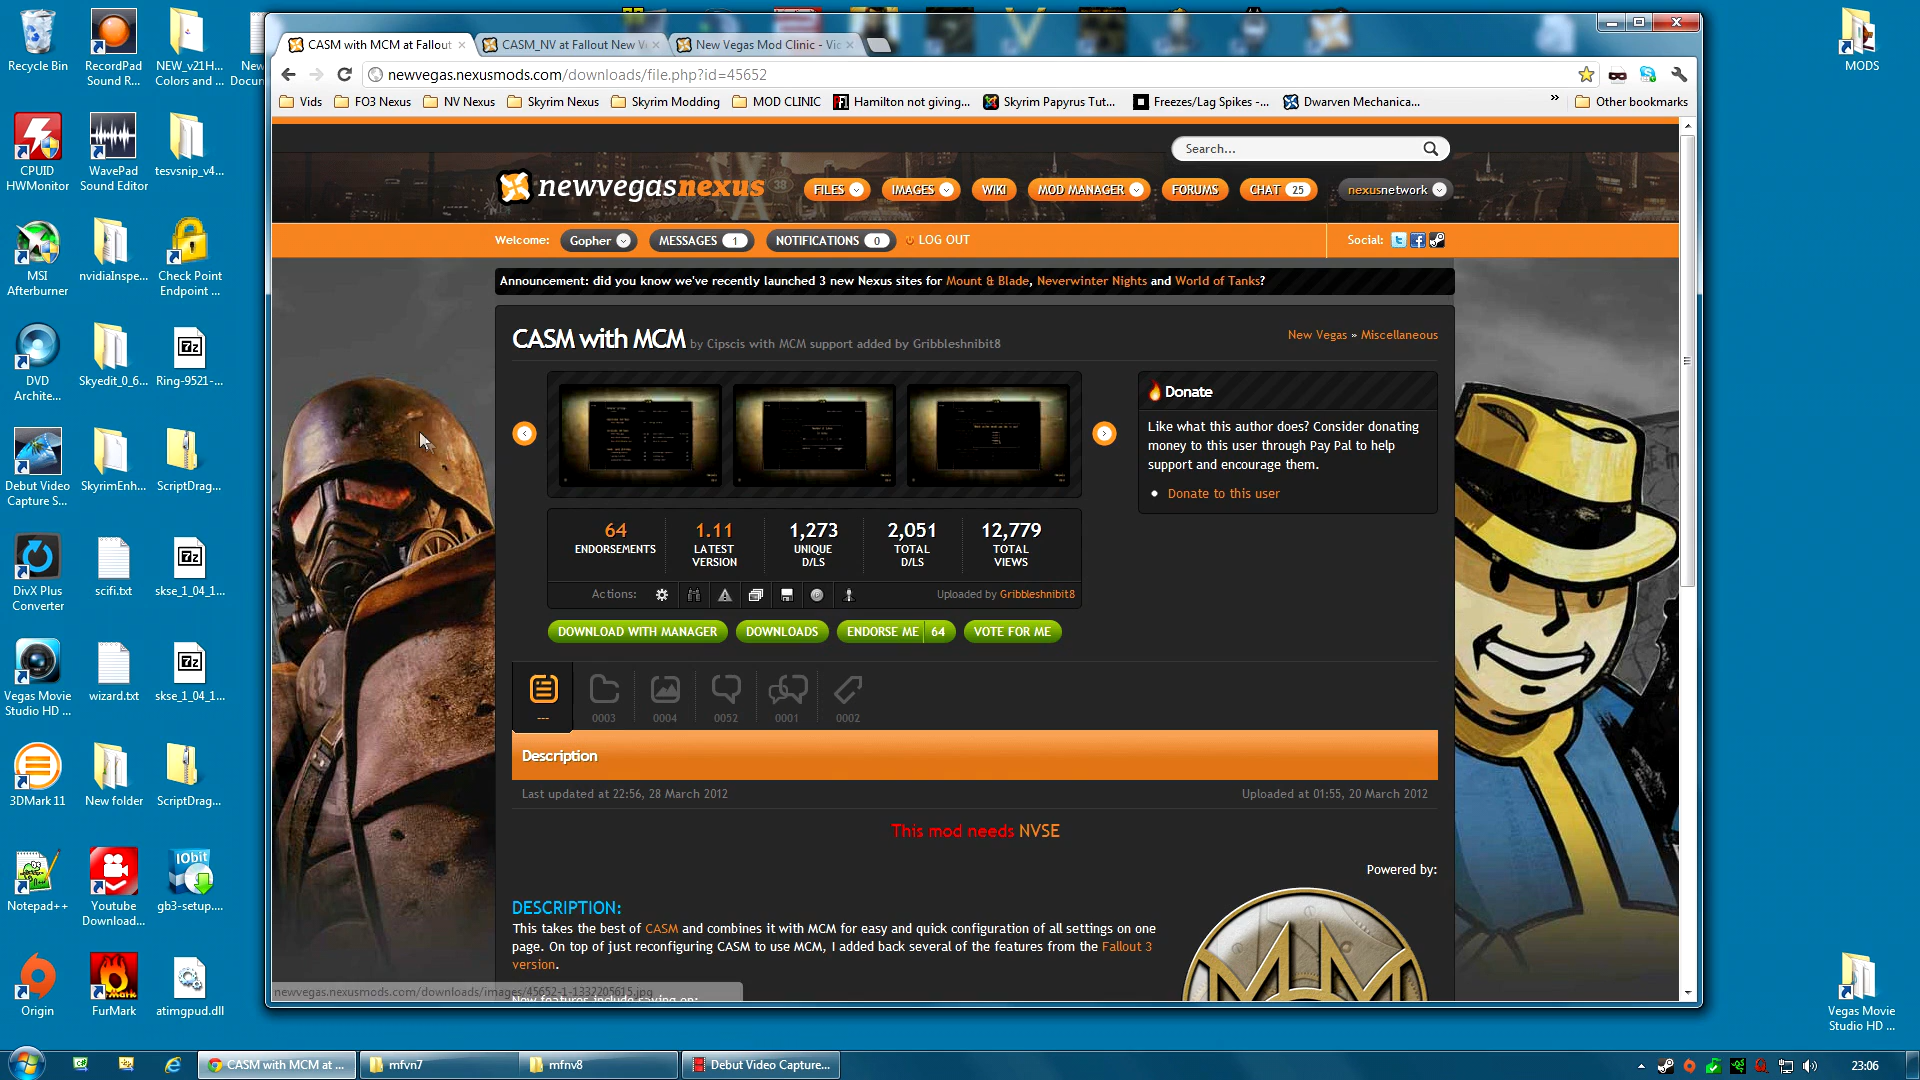 Recycle Bin
RecordPad Sound R...
NEW_v21H... Colors and ...
CPUID HWMonitor
WavePad Sound Editor
tesvsnip_v4...
MSI Afterburner
nvidiaInspe...
Check Point Endpoint ...
DVD Archite...
Skyedit_0_6...
Ring-9521-...
Debut Video Capture S...
SkyrimEnh...
ScriptDrag...
DivX Plus Converter
scifi.txt
skse_1_04_1...
Vegas Movie Studio HD ...
wizard.txt
skse_1_04_1...
3DMark 11
New folder
ScriptDrag...
Notepad++
Youtube Download...
gb3-setup....
Origin
FurMark
atimgpud.dll
MODS
Vegas Movie Studio HD ...
CASM with MCM at Fallout
CASM_NV at Fallout New V
New Vegas Mod Clinic - Vic
newvegas.nexusmods.com/downloads/file.php?id=45652
Vids FO3 Nexus NV Nexus Skyrim Nexus Skyrim Modding MOD CLINIC Hamilton not giving... Skyrim Papyrus Tut... Freezes/Lag Spikes -... Dwarven Mechanica... » Other bookmarks
Search...
newvegasnexus 38
FILES IMAGES WIKI MOD MANAGER FORUMS CHAT 25 nexusnetwork
Welcome: Gopher MESSAGES 1 NOTIFICATIONS 0 LOG OUT Social:
Announcement: did you know we've recently launched 3 new Nexus sites for Mount & Blade, Neverwinter Nights and World of Tanks?
CASM with MCM by Cipscis with MCM support added by Gribbleshnibit8
New Vegas » Miscellaneous
Donate
Like what this author does? Consider donating
money to this user through Pay Pal to help
support and encourage them.
Donate to this user
64 ENDORSEMENTS
1.11 LATEST VERSION
1,273 UNIQUE D/LS
2,051 TOTAL D/LS
12,779 TOTAL VIEWS
Actions:
Uploaded by Gribbleshnibit8
DOWNLOAD WITH MANAGER DOWNLOADS ENDORSE ME 64 VOTE FOR ME
--- 0003 0004 0052 0001 0002
Description
Last updated at 22:56, 28 March 2012
Uploaded at 01:55, 20 March 2012
This mod needs NVSE
Powered by:
DESCRIPTION:
This takes the best of CASM and combines it with MCM for easy and quick configuration of all settings on one
page. On top of just reconfiguring CASM to use MCM, I added back several of the features from the Fallout 3
version.
newvegas.nexusmods.com/downloads/images/45652-1-1332205615.jpg
New features include saving on:
CASM with MCM at ...
mfvn7
mfnv8
Debut Video Capture...
23:06